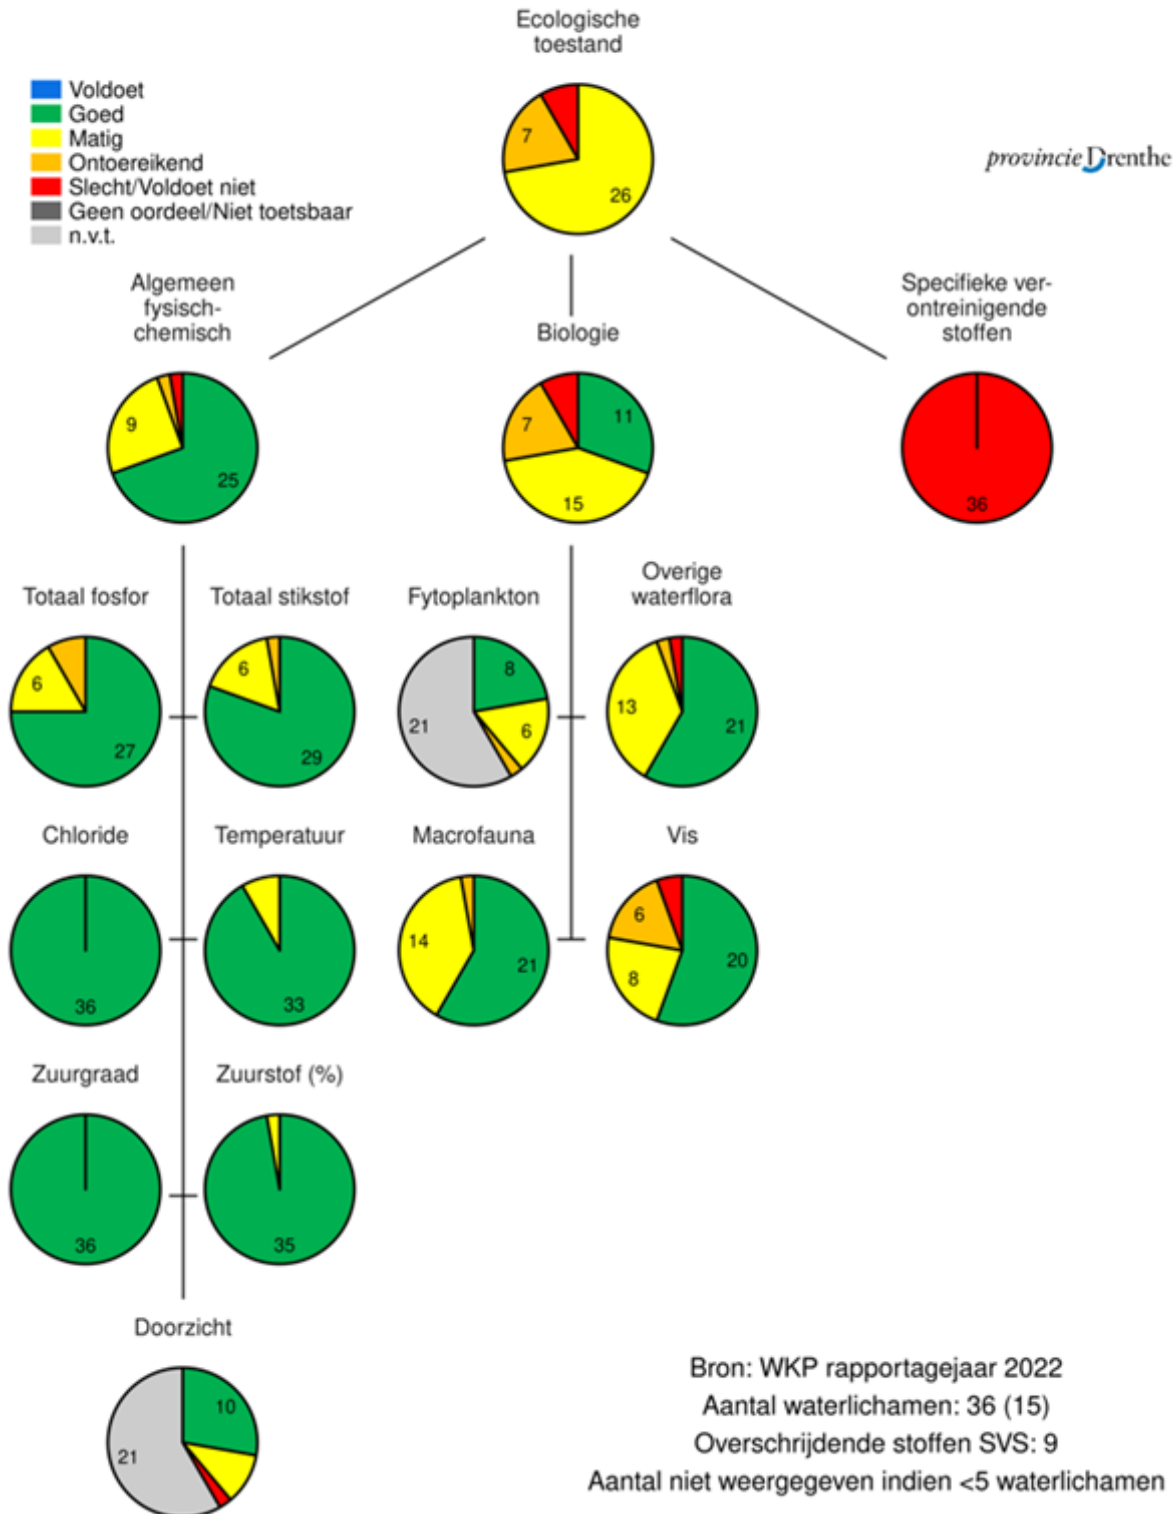 Ecologische
toestand
Voldoet
Goed
Matig
Ontoereikend
Slecht/Voldoet niet
Geen oordeel/Niet toetsbaar
n.v.t.
7
26
provincie Drenthe
Algemeen
fysisch-
chemisch
9
25
Biologie
7
11
15
Specifieke ver-
ontreinigende
stoffen
36
Totaal fosfor
6
27
Totaal stikstof
6
29
Fytoplankton
8
21
6
Overige
waterflora
13
21
Chloride
36
Temperatuur
33
Macrofauna
14
21
Vis
6
8
20
Zuurgraad
36
Zuurstof (%)
35
Doorzicht
10
21
Bron: WKP rapportagejaar 2022
Aantal waterlichamen: 36 (15)
Overschrijdende stoffen SVS: 9
Aantal niet weergegeven indien <5 waterlichamen